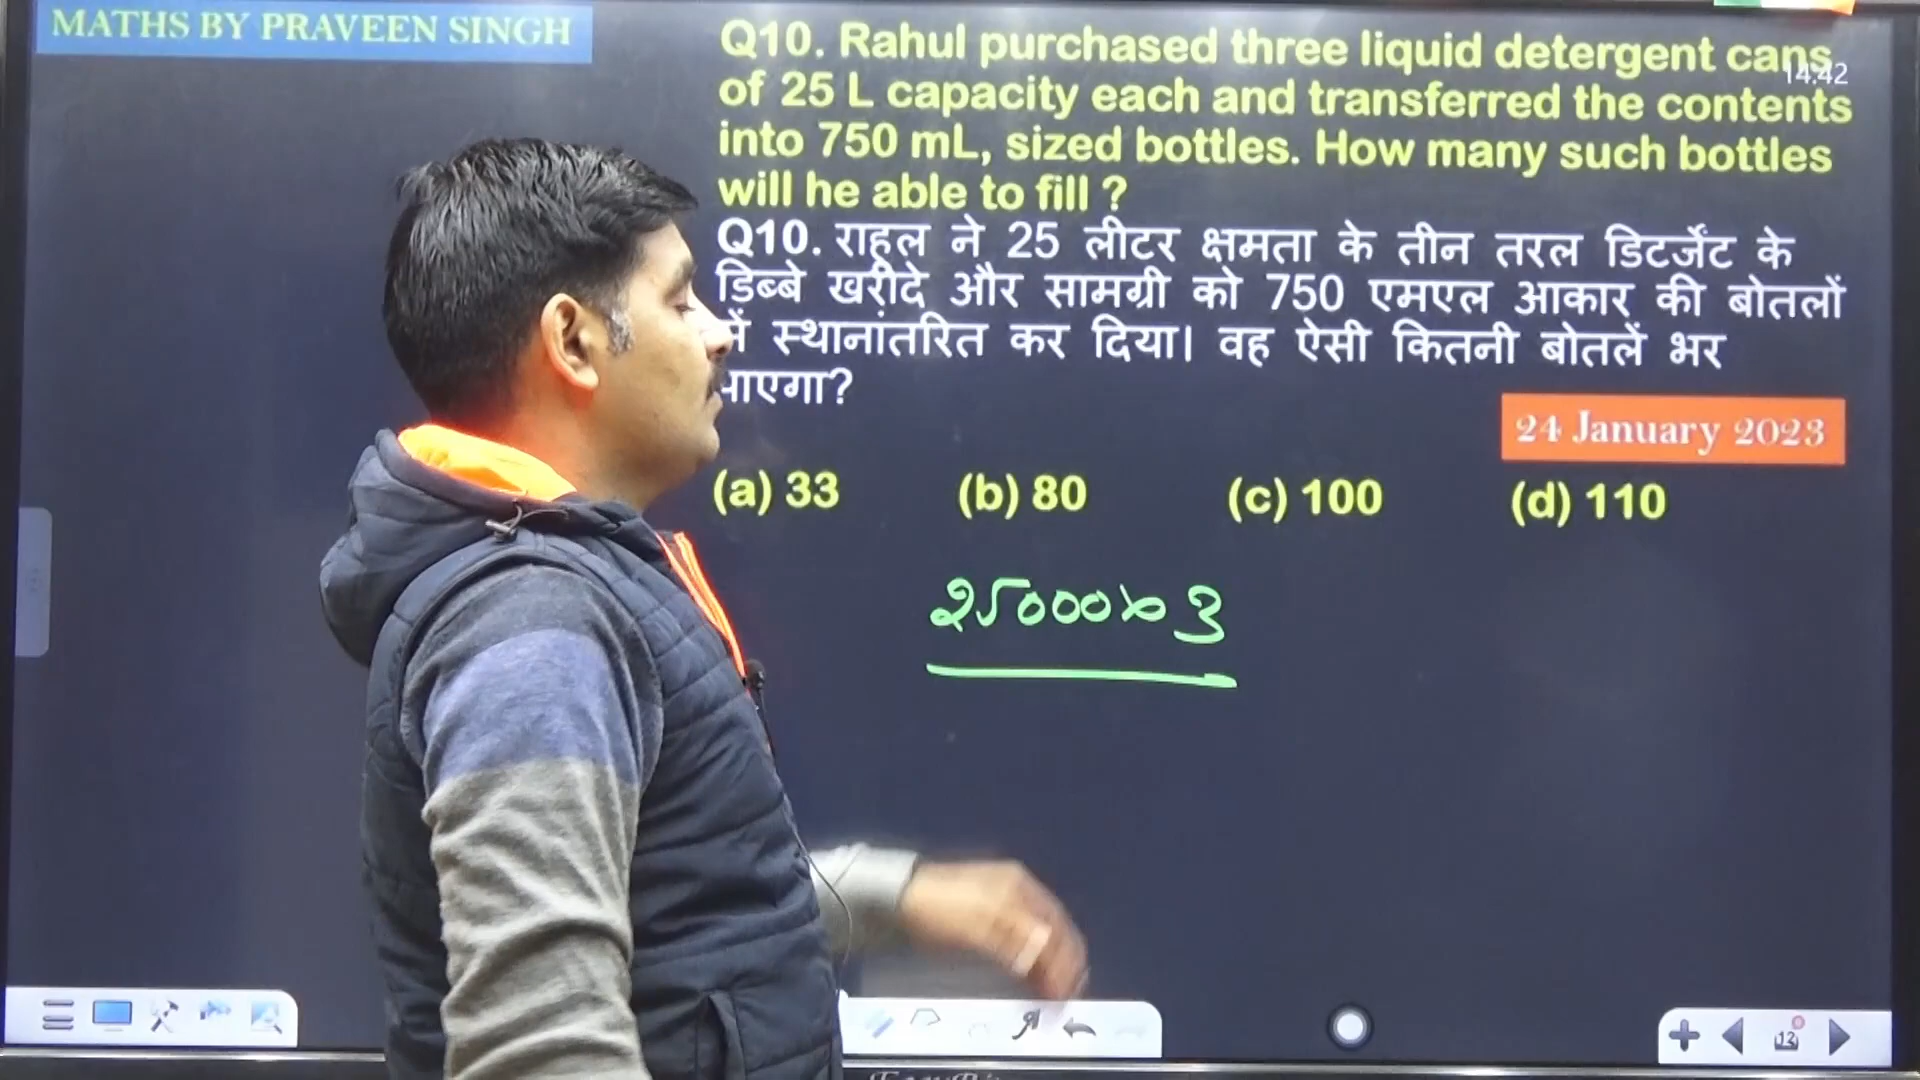 MATHS BY PRAVEEN SINGH
Q10. Rahul purchased three liquid detergent cans
14:42
of 25 L capacity each and transferred the contents
into 750 mL, sized bottles. How many such bottles
will he able to fill ?
Q10. राहुल ने 25 लीटर क्षमता के तीन तरल डिटर्जेंट के
डिब्बे खरीदे और सामग्री को 750 एमएल आकार की बोतलों
में स्थानांतरित कर दिया। वह ऐसी कितनी बोतलें भर
पाएगा?
24 January 2023
(a) 33 (b) 80 (c) 100 (d) 110
25000×3
12